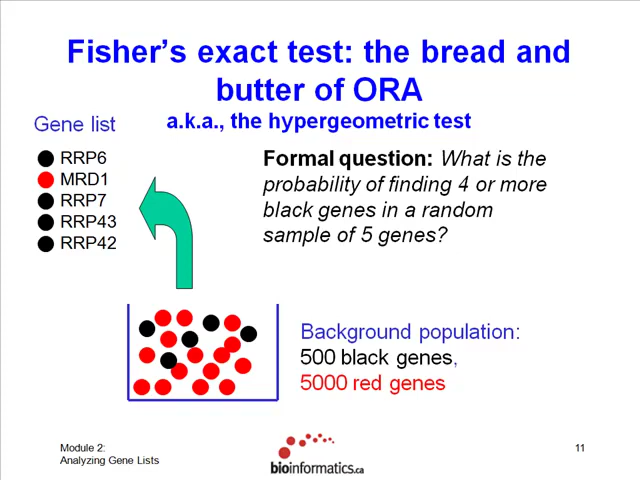 Fisher's exact test: the bread and
butter of ORA
a.k.a., the hypergeometric test
Gene list
RRP6
MRD1
RRP7
RRP43
RRP42
Formal question: What is the
probability of finding 4 or more
black genes in a random
sample of 5 genes?
Background population:
500 black genes,
5000 red genes
Module 2:
Analyzing Gene Lists
bioinformatics.ca
11